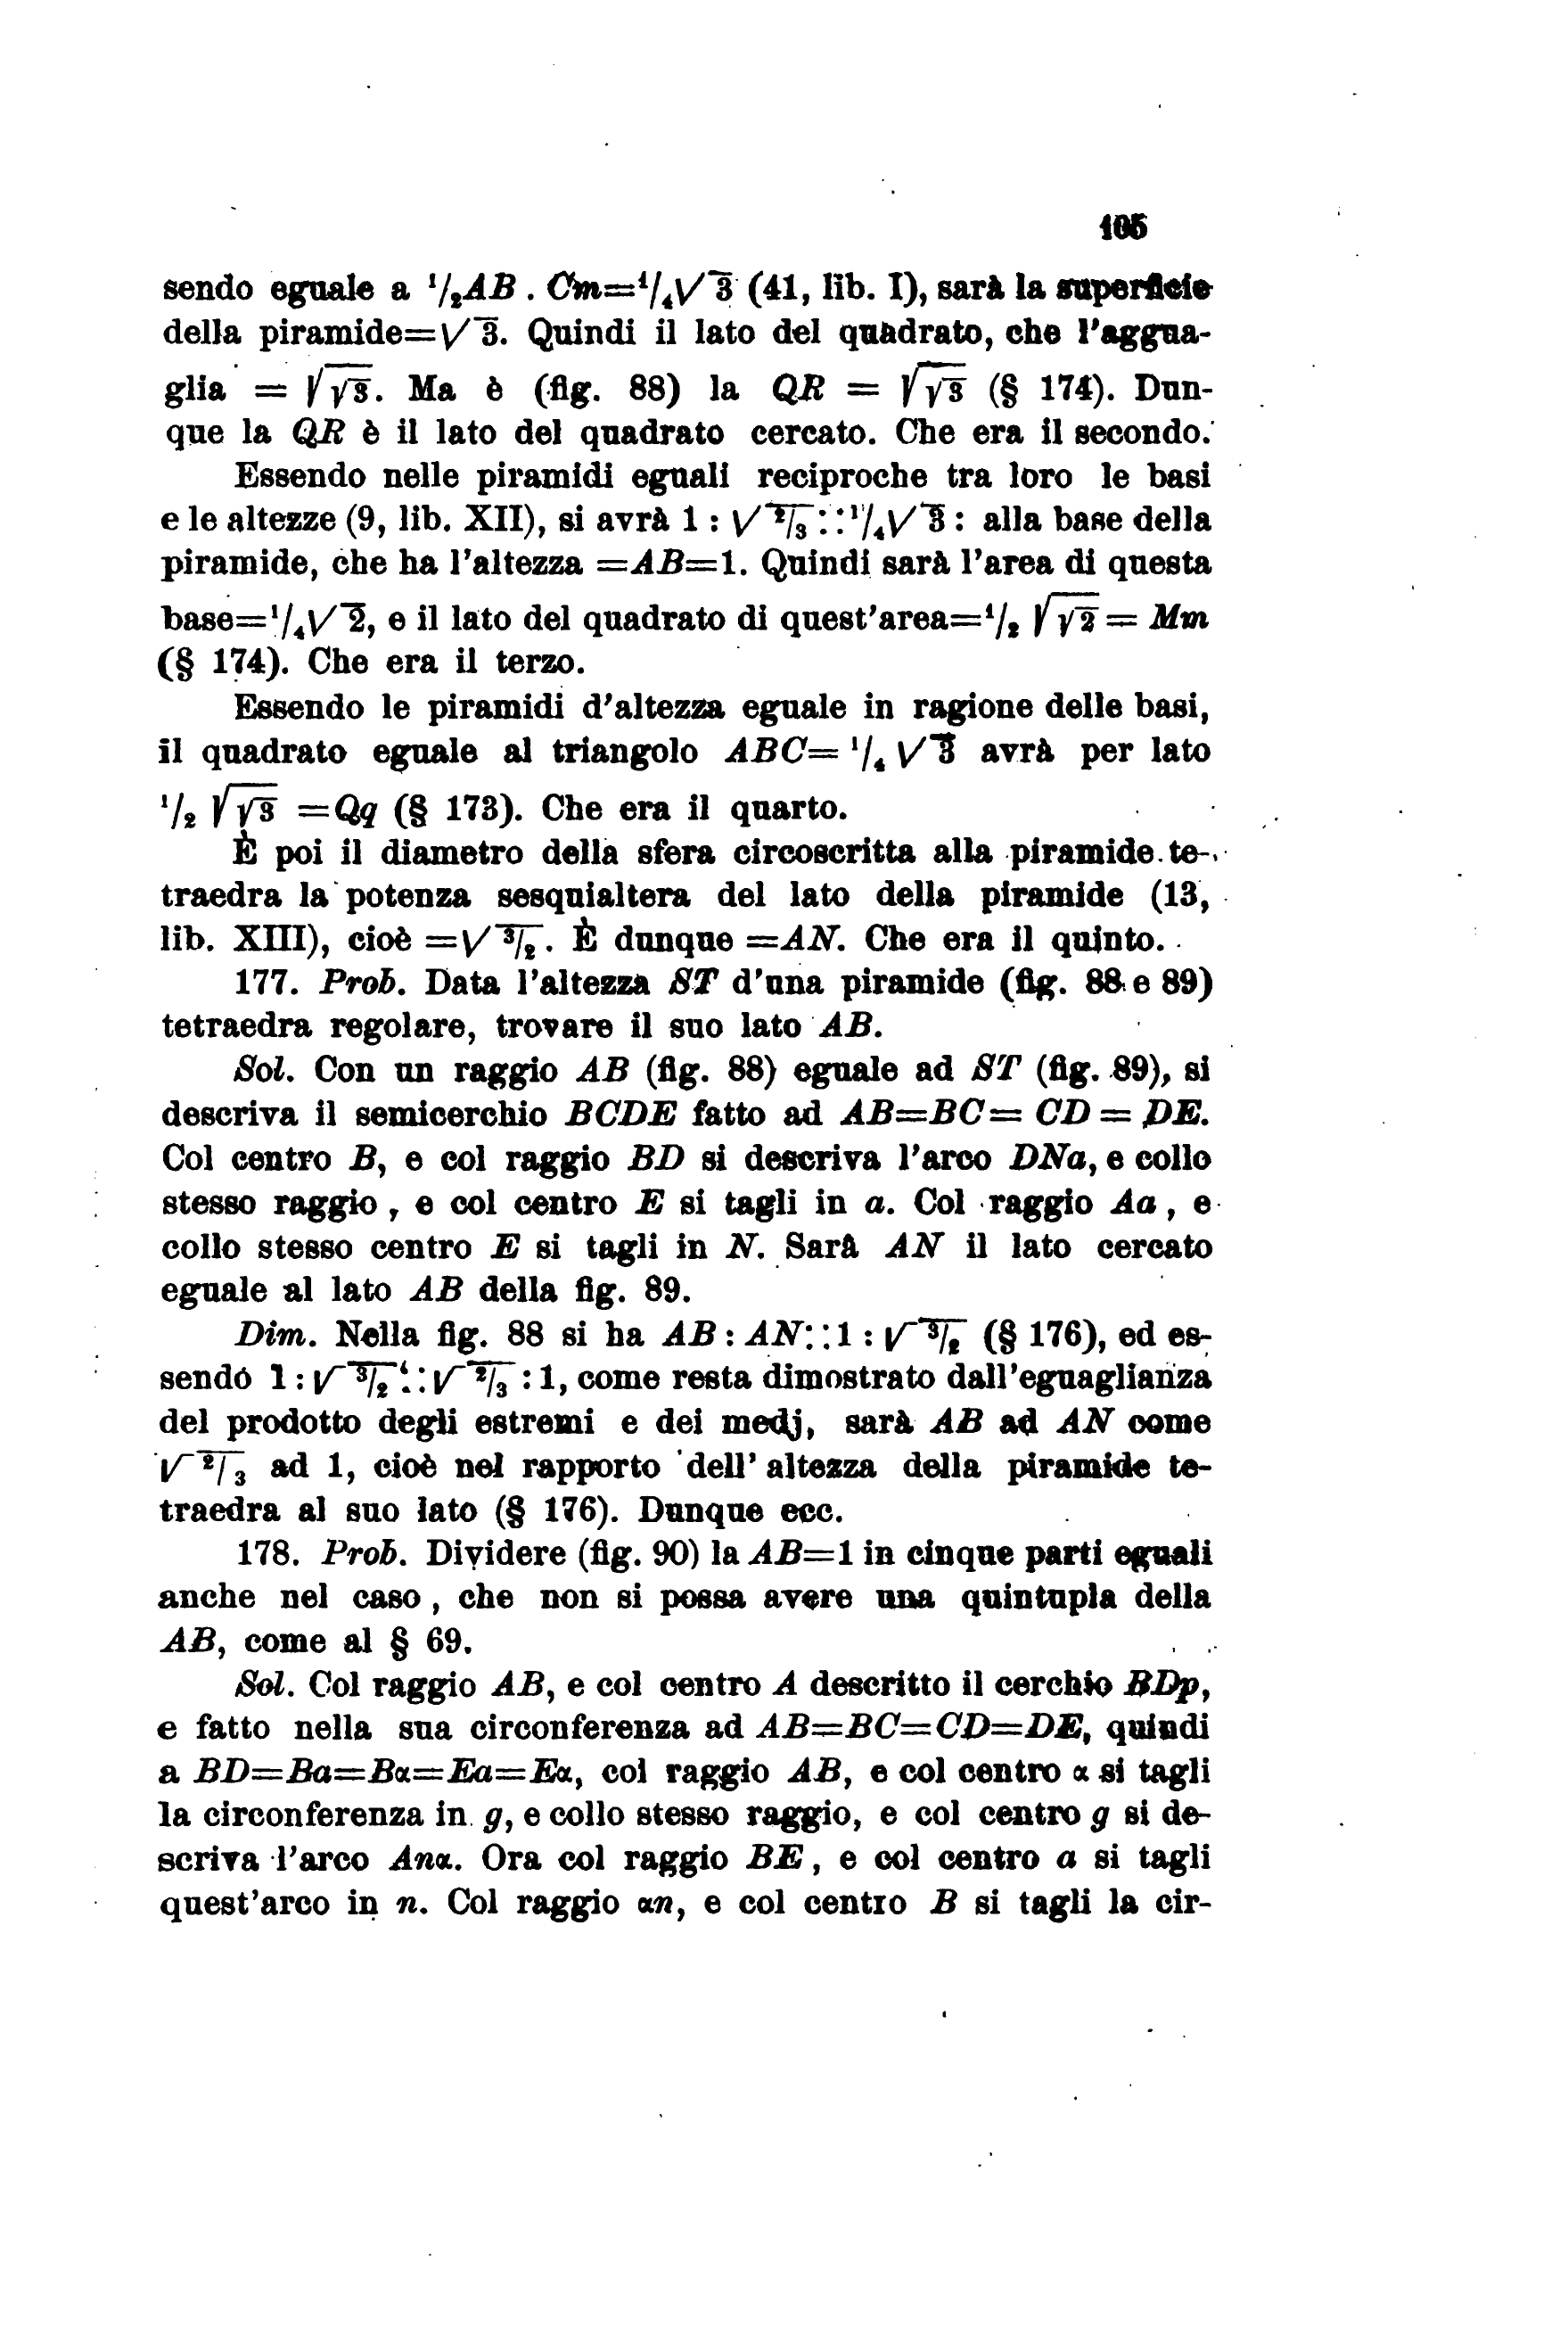 105
sendo eguale a ¹/₂AB . Cm=¹/₄√3 (41, lib. I), sarà la superficie
della piramide=√3. Quindi il lato del quadrato, che l'aggua-
glia = √√3. Ma è (fig. 88) la QR = √√3 (§ 174). Dun-
que la QR è il lato del quadrato cercato. Che era il secondo.
Essendo nelle piramidi eguali reciproche tra loro le basi
e le altezze (9, lib. XII), si avrà 1 : √²/₃ :: ¹/₄√3 : alla base della
piramide, che ha l'altezza =AB=1. Quindi sarà l'area di questa
base=¹/₄√2, e il lato del quadrato di quest'area=¹/₂ √√2 = Mm
(§ 174). Che era il terzo.
Essendo le piramidi d'altezza eguale in ragione delle basi,
il quadrato eguale al triangolo ABC= ¹/₄ √3 avrà per lato
¹/₂ √√3 =Qq (§ 173). Che era il quarto.
È poi il diametro della sfera circoscritta alla piramide te-
traedra la potenza sesquialtera del lato della piramide (13,
lib. XIII), cioè =√³/₂. È dunque =AN. Che era il quinto.
177. Prob. Data l'altezza ST d'una piramide (fig. 88 e 89)
tetraedra regolare, trovare il suo lato AB.
Sol. Con un raggio AB (fig. 88) eguale ad ST (fig. 89), si
descriva il semicerchio BCDE fatto ad AB=BC= CD = DE.
Col centro B, e col raggio BD si descriva l'arco DNa, e collo
stesso raggio, e col centro E si tagli in a. Col raggio Aa, e
collo stesso centro E si tagli in N. Sarà AN il lato cercato
eguale al lato AB della fig. 89.
Dim. Nella fig. 88 si ha AB : AN :: 1 : √³/₂ (§ 176), ed es-
sendo 1 : √³/₂ :: √²/₃ : 1, come resta dimostrato dall'eguaglianza
del prodotto degli estremi e dei medj, sarà AB ad AN come
√²/₃ ad 1, cioè nel rapporto dell' altezza della piramide te-
traedra al suo lato (§ 176). Dunque ecc.
178. Prob. Dividere (fig. 90) la AB=1 in cinque parti eguali
anche nel caso, che non si possa avere una quintupla della
AB, come al § 69.
Sol. Col raggio AB, e col centro A descritto il cerchio BDp,
e fatto nella sua circonferenza ad AB=BC=CD=DE, quindi
a BD=Ba=Bα=Ea=Eα, col raggio AB, e col centro α si tagli
la circonferenza in g, e collo stesso raggio, e col centro g si de-
scriva l'arco Anα. Ora col raggio BE, e col centro a si tagli
quest'arco in n. Col raggio αn, e col centro B si tagli la cir-